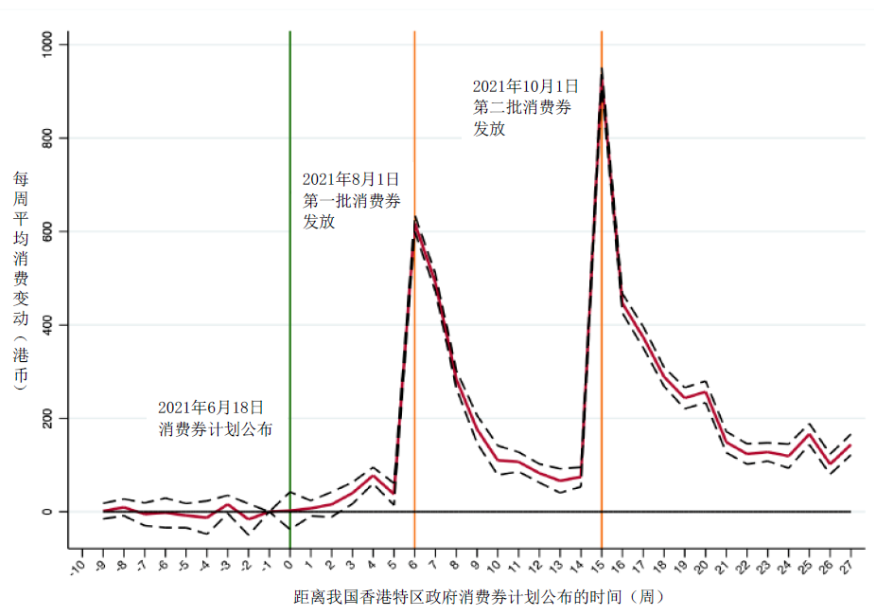 1000
800
600
400
200
0
每周平均消费变动（港币）
2021年10月1日
第二批消费券
发放
2021年8月1日
第一批消费券
发放
2021年6月18日
消费券计划公布
-10 -9 -8 -7 -6 -5 -4 -3 -2 -1 0 1 2 3 4 5 6 7 8 9 10 11 12 13 14 15 16 17 18 19 20 21 22 23 24 25 26 27
距离我国香港特区政府消费券计划公布的时间（周）